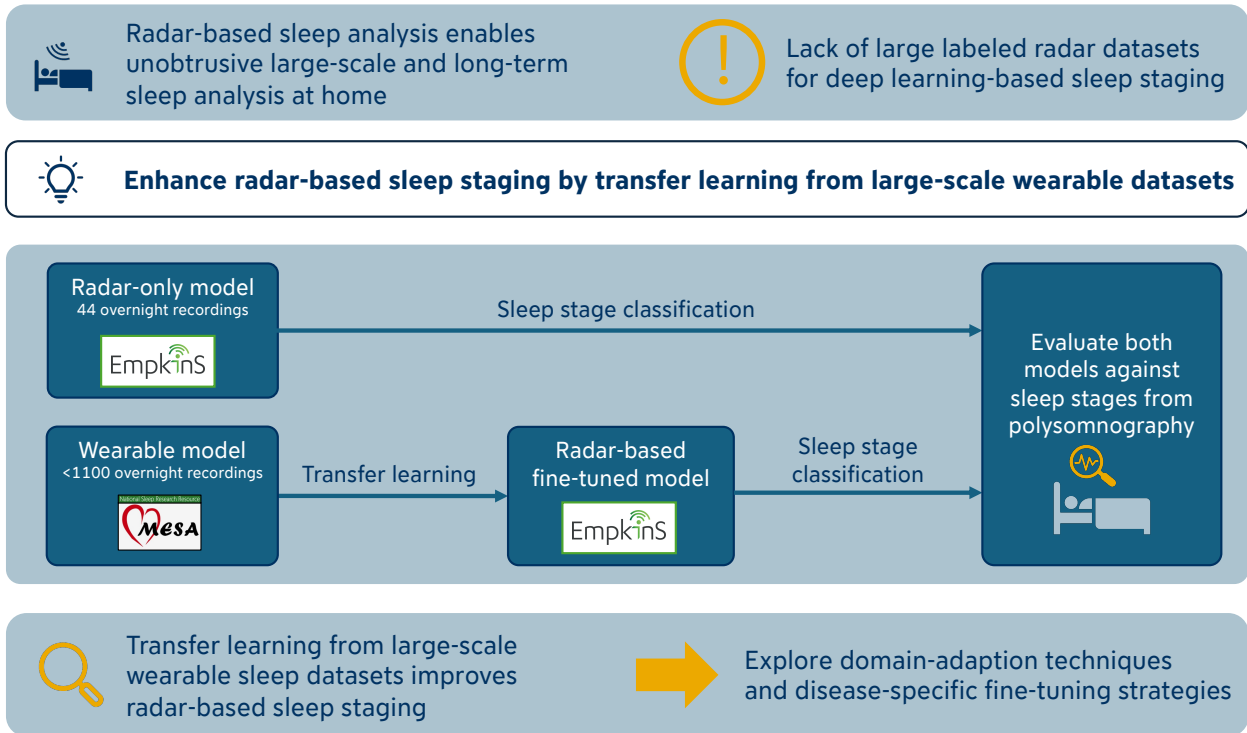 Radar-based sleep analysis enables
unobtrusive large-scale and long-term
sleep analysis at home
!
Lack of large labeled radar datasets
for deep learning-based sleep staging
Enhance radar-based sleep staging by transfer learning from large-scale wearable datasets
Radar-only model
44 overnight recordings
EmpkinS
Sleep stage classification
Wearable model
<1100 overnight recordings
National Sleep Research Resource
MESA
Transfer learning
Radar-based
fine-tuned model
EmpkinS
Sleep stage
classification
Evaluate both
models against
sleep stages from
polysomnography
Transfer learning from large-scale
wearable sleep datasets improves
radar-based sleep staging
Explore domain-adaption techniques
and disease-specific fine-tuning strategies